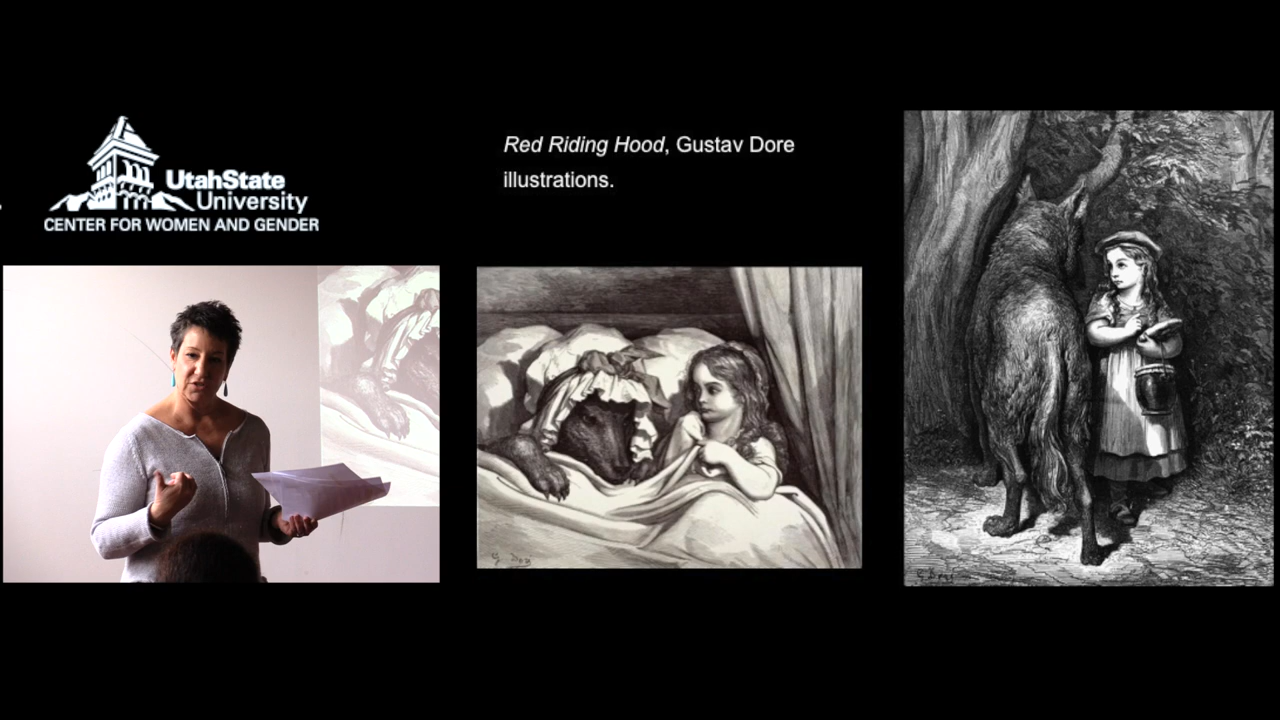 UtahState
University
CENTER FOR WOMEN AND GENDER
Red Riding Hood, Gustav Dore
illustrations.